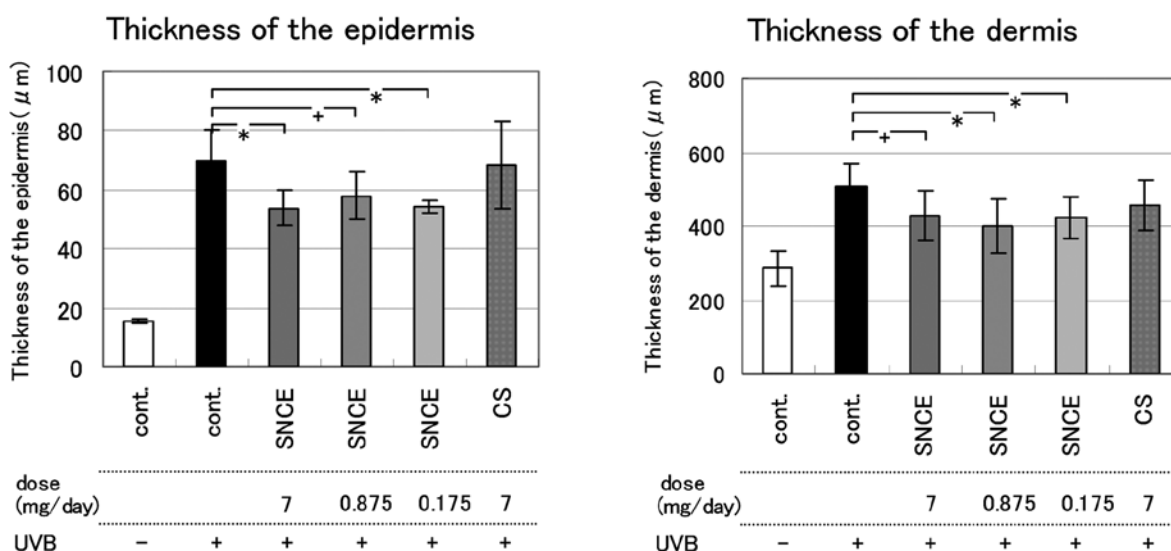 Thickness of the epidermis
Thickness of the epidermis(μm)
100
80
60
40
20
0
*
+
*
cont.
cont.
SNCE
SNCE
SNCE
CS
dose
(mg/day)
7
0.875
0.175
7
UVB
− + + + + +
Thickness of the dermis
Thickness of the dermis(μm)
800
600
400
200
0
*
*
+
cont.
cont.
SNCE
SNCE
SNCE
CS
dose
(mg/day)
7
0.875
0.175
7
UVB
− + + + + +